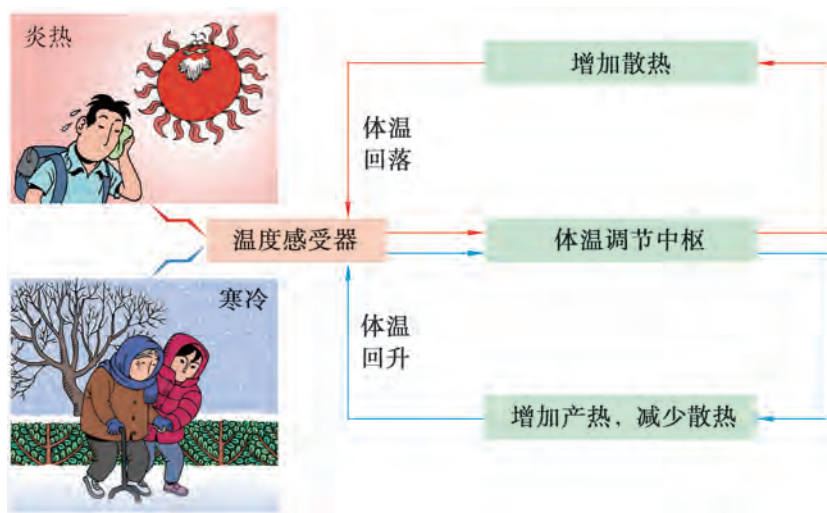 炎热
增加散热
体温
回落
温度感受器
体温调节中枢
寒冷
体温
回升
增加产热，减少散热